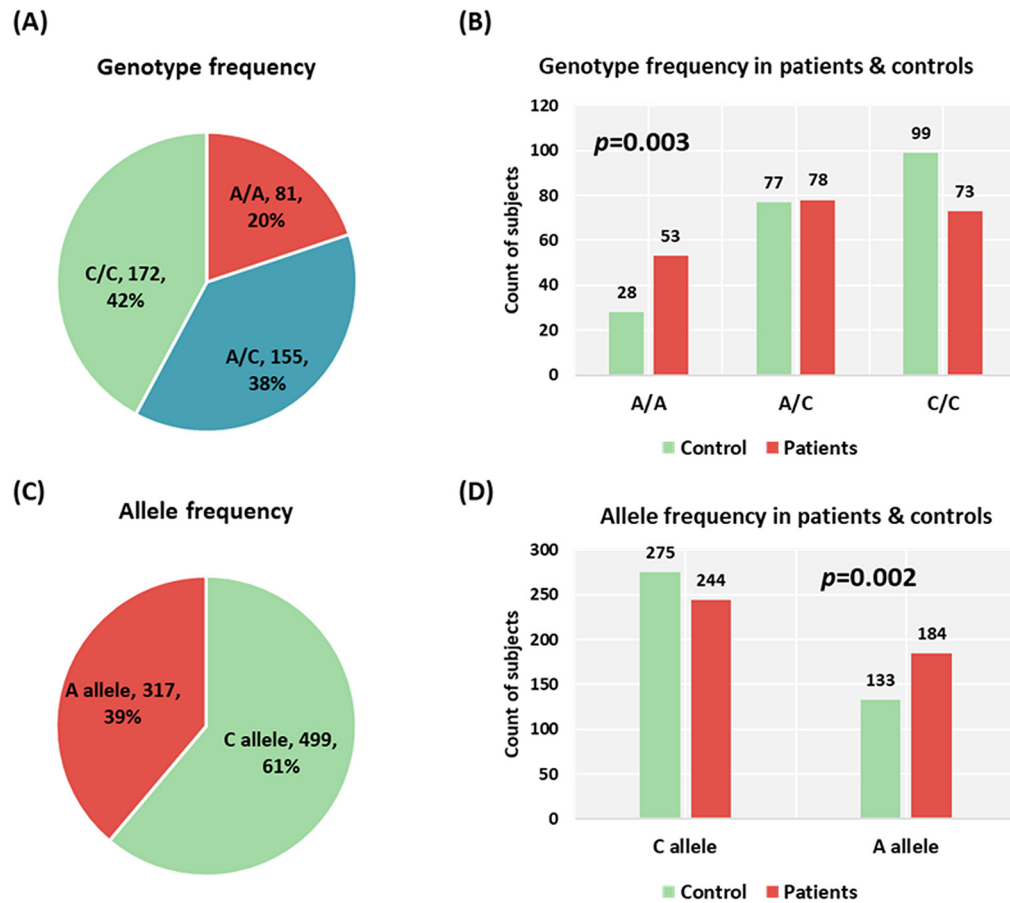 (A)
Genotype frequency
A/A, 81,
20%
C/C, 172,
42%
A/C, 155,
38%
(B)
Genotype frequency in patients & controls
120
100
80
60
40
20
0
Count of subjects
p=0.003
28
53
77
78
99
73
A/A
A/C
C/C
Control
Patients
(C)
Allele frequency
A allele, 317,
39%
C allele, 499,
61%
(D)
Allele frequency in patients & controls
300
250
200
150
100
50
0
Count of subjects
p=0.002
275
244
133
184
C allele
A allele
Control
Patients